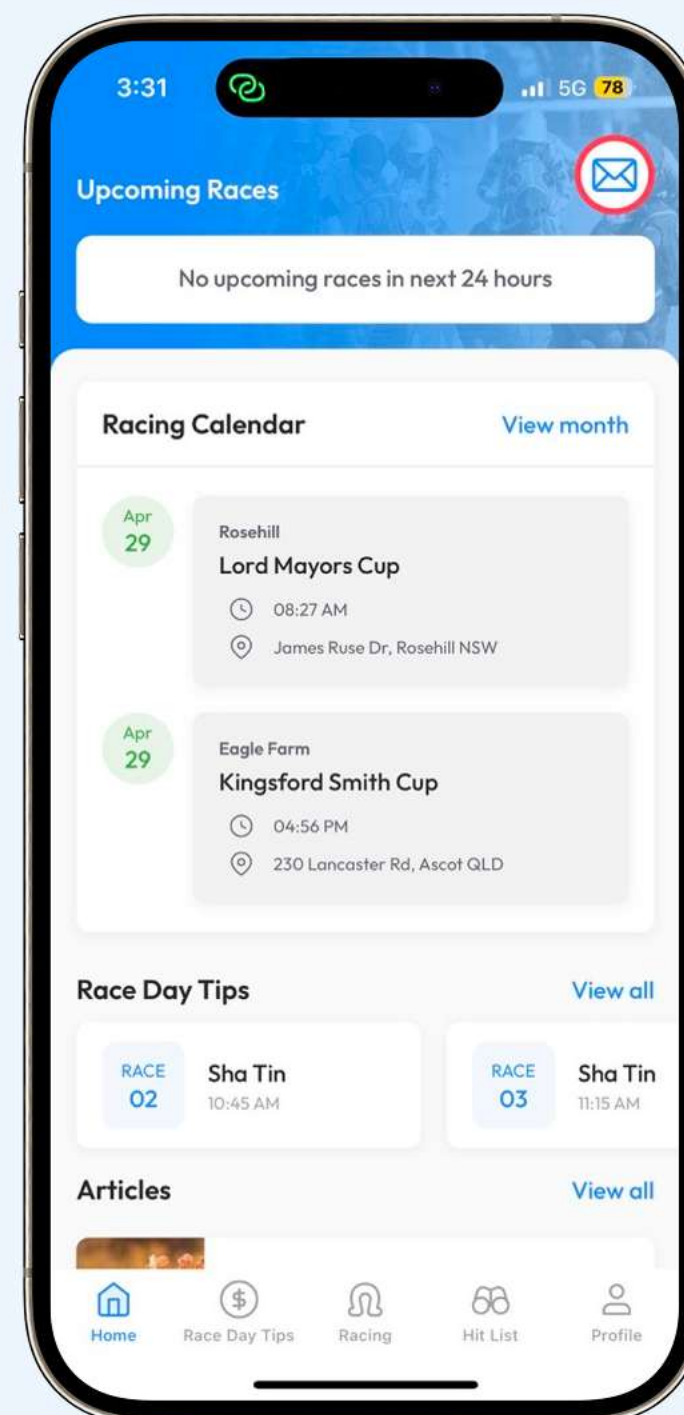 3:31
5G 78
Upcoming Races
No upcoming races in next 24 hours
Racing Calendar
View month
Apr
29
Rosehill
Lord Mayors Cup
08:27 AM
James Ruse Dr, Rosehill NSW
Apr
29
Eagle Farm
Kingsford Smith Cup
04:56 PM
230 Lancaster Rd, Ascot QLD
Race Day Tips
View all
RACE
02
Sha Tin
10:45 AM
RACE
03
Sha Tin
11:15 AM
Articles
View all
Home
Race Day Tips
Racing
Hit List
Profile